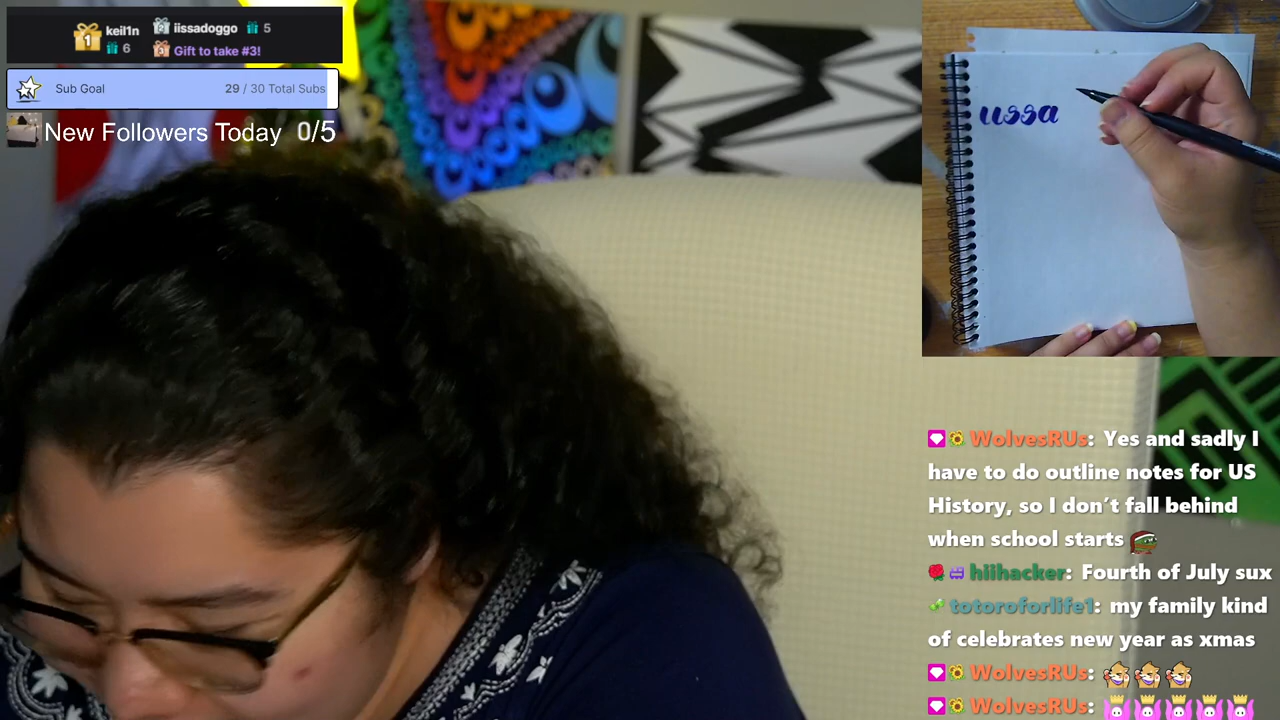 keil1n
6
iissadoggo 5
Gift to take #3!
Sub Goal 29 / 30 Total Subs
New Followers Today 0/5
ussa
WolvesRUs: Yes and sadly I
have to do outline notes for US
History, so I don't fall behind
when school starts
hiihacker: Fourth of July sux
totoroforlife1: my family kind
of celebrates new year as xmas
WolvesRUs:
WolvesRUs: